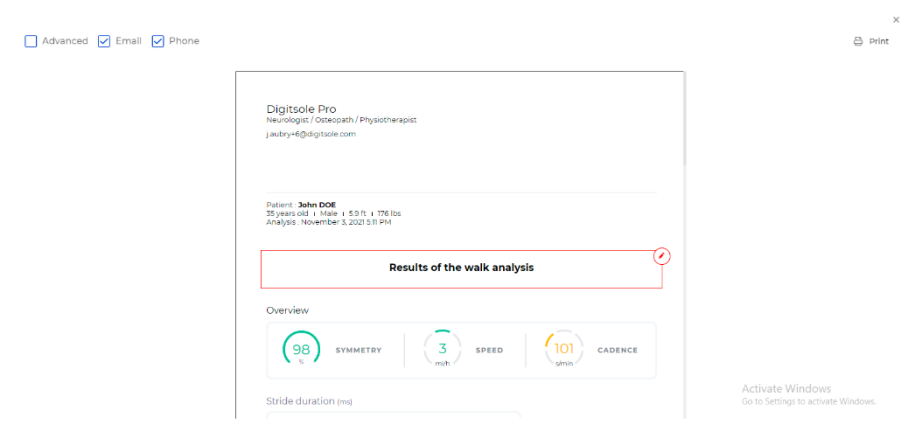 ×
Advanced Email Phone
Print
Digitsole Pro
Neurologist / Osteopath / Physiotherapist
j.aubry+6@digitsole.com
Patient : John DOE
35 years old | Male | 5.9 ft | 176 lbs
Analysis : November 3, 2021 5:11 PM
Results of the walk analysis
Overview
98 % SYMMETRY
3 mi/h SPEED
101 s/min CADENCE
Stride duration (ms)
Activate Windows
Go to Settings to activate Windows.